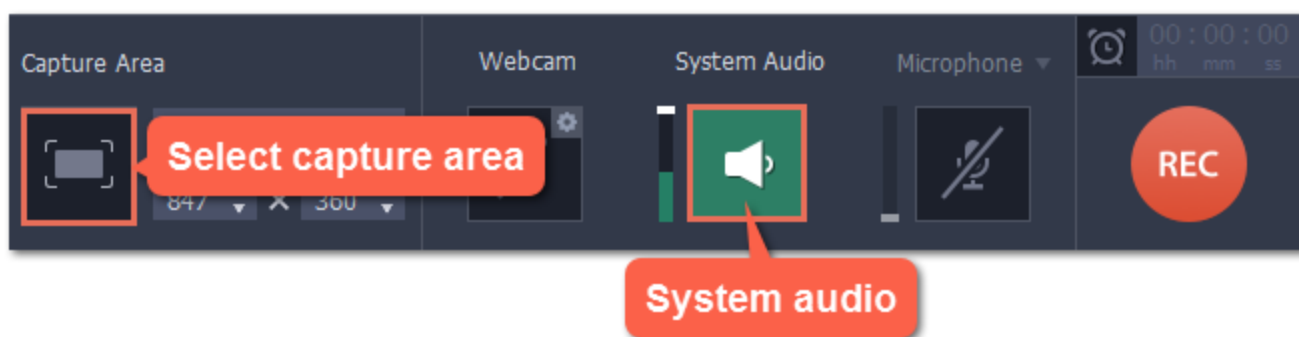 Capture Area
Webcam
System Audio
Microphone
00 : 00 : 00
hh mm ss
Select capture area
847 × 360
REC
System audio